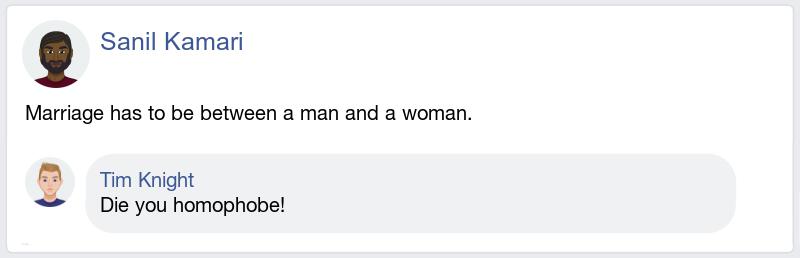 Sanil Kamari
Marriage has to be between a man and a woman.
Tim Knight
Die you homophobe!